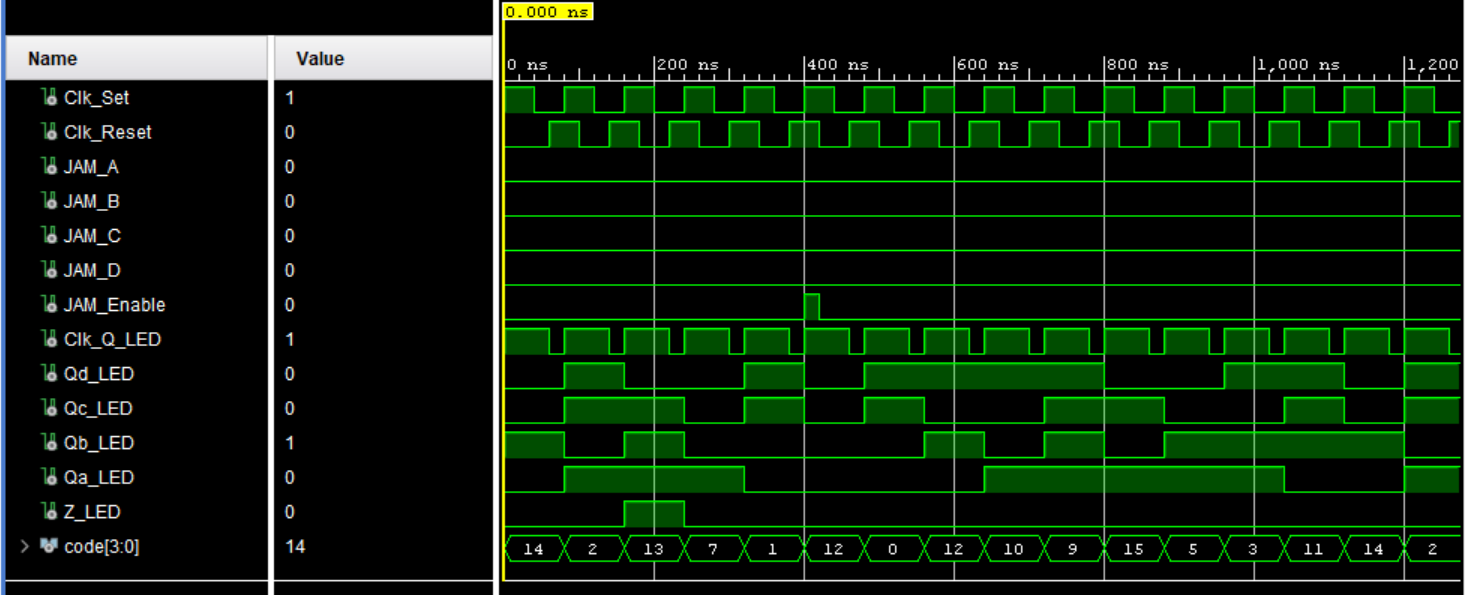 0.000 ns
Name Value
0 ns 200 ns 400 ns 600 ns 800 ns 1,000 ns 1,200
Clk_Set 1
Clk_Reset 0
JAM_A 0
JAM_B 0
JAM_C 0
JAM_D 0
JAM_Enable 0
Clk_Q_LED 1
Qd_LED 0
Qc_LED 0
Qb_LED 1
Qa_LED 0
Z_LED 0
> code[3:0] 14 14 2 13 7 1 12 0 12 10 9 15 5 3 11 14 2